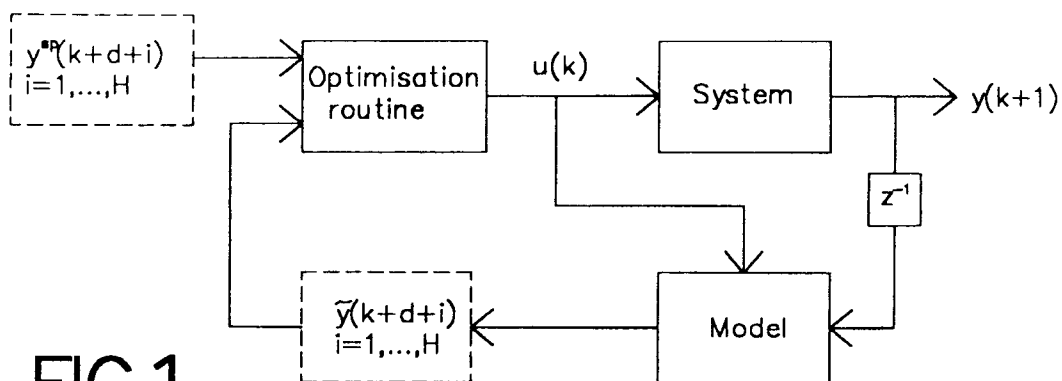 y^sp(k+d+i)
i=1,...,H
Optimisation
routine
u(k)
System
y(k+1)
z⁻¹
ỹ(k+d+i)
i=1,...,H
Model
FIG.1